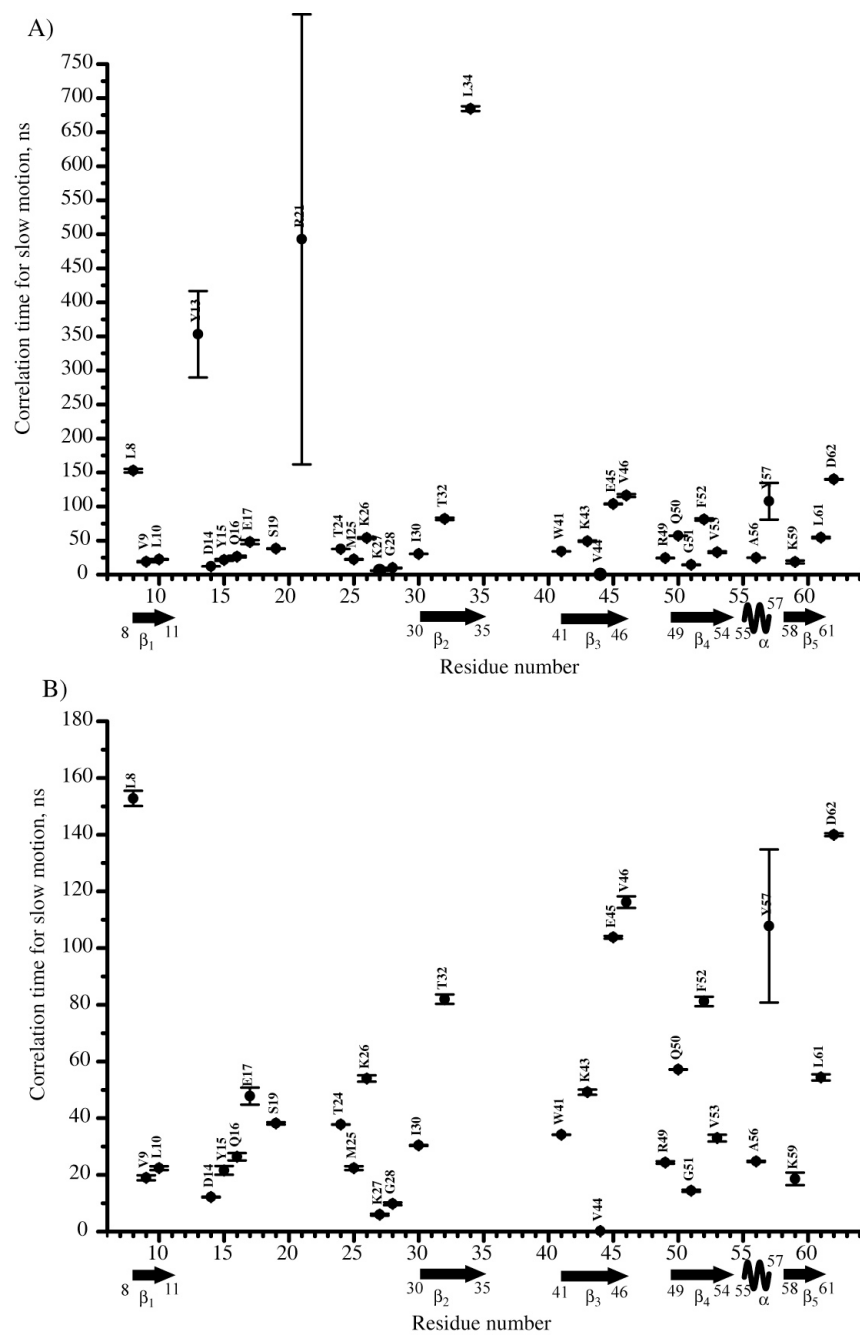 A)
Correlation time for slow motion, ns
750
700
650
600
550
500
450
400
350
300
250
200
150
100
50
0
L8
V9
L10
Y13
D14
Y15
Q16
E17
S19
R21
T24
M25
K26
K27
G28
I30
T32
L34
W41
K43
V44
E45
V46
R49
Q50
G51
F52
V53
A56
Y57
K59
L61
D62
10 15 20 25 30 35 40 45 50 55 60
8 β1 11 30 β2 35 41 β3 46 49 β4 54 55 α 57 58 β5 61
Residue number
B)
Correlation time for slow motion, ns
180
160
140
120
100
80
60
40
20
0
L8
V9
L10
D14
Y15
Q16
E17
S19
T24
M25
K26
K27
G28
I30
T32
W41
K43
V44
E45
V46
R49
Q50
G51
F52
V53
A56
Y57
K59
L61
D62
10 15 20 25 30 35 40 45 50 55 60
8 β1 11 30 β2 35 41 β3 46 49 β4 54 55 α 57 58 β5 61
Residue number